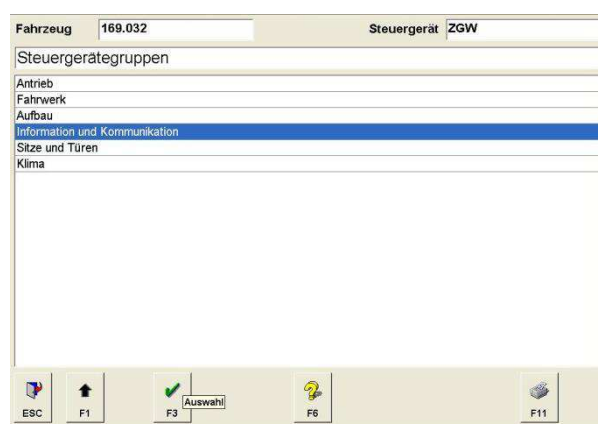 Fahrzeug 169.032 Steuergerät ZGW
Steuergerätegruppen
Antrieb
Fahrwerk
Aufbau
Information und Kommunikation
Sitze und Türen
Klima
Auswahl
ESC F1 F3 F6 F11